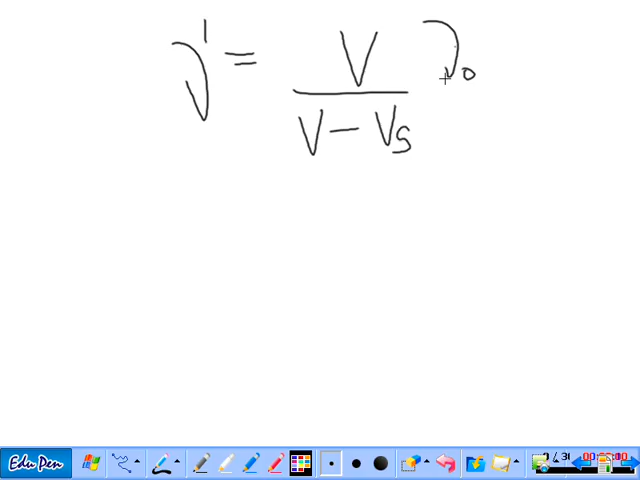 ν' = V / (V - Vs) ν₀
Edu Pen